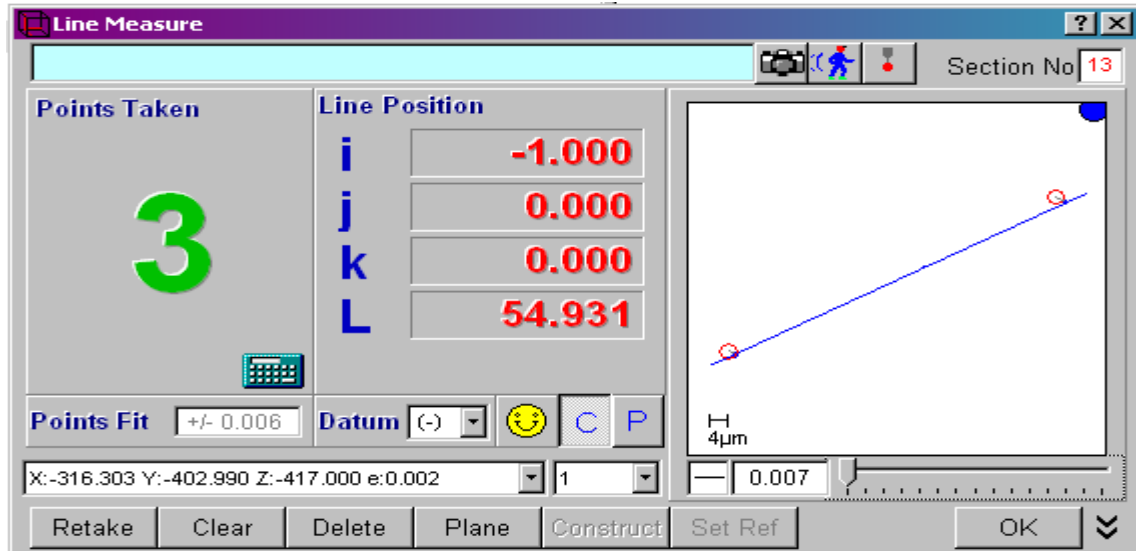 Line Measure
? ×
Section No 13
Points Taken
3
Line Position
i -1.000
j 0.000
k 0.000
L 54.931
4µm
Points Fit +/- 0.006 Datum (-) C P
X:-316.303 Y:-402.990 Z:-417.000 e:0.002 1
0.007
Retake Clear Delete Plane Construct Set Ref OK